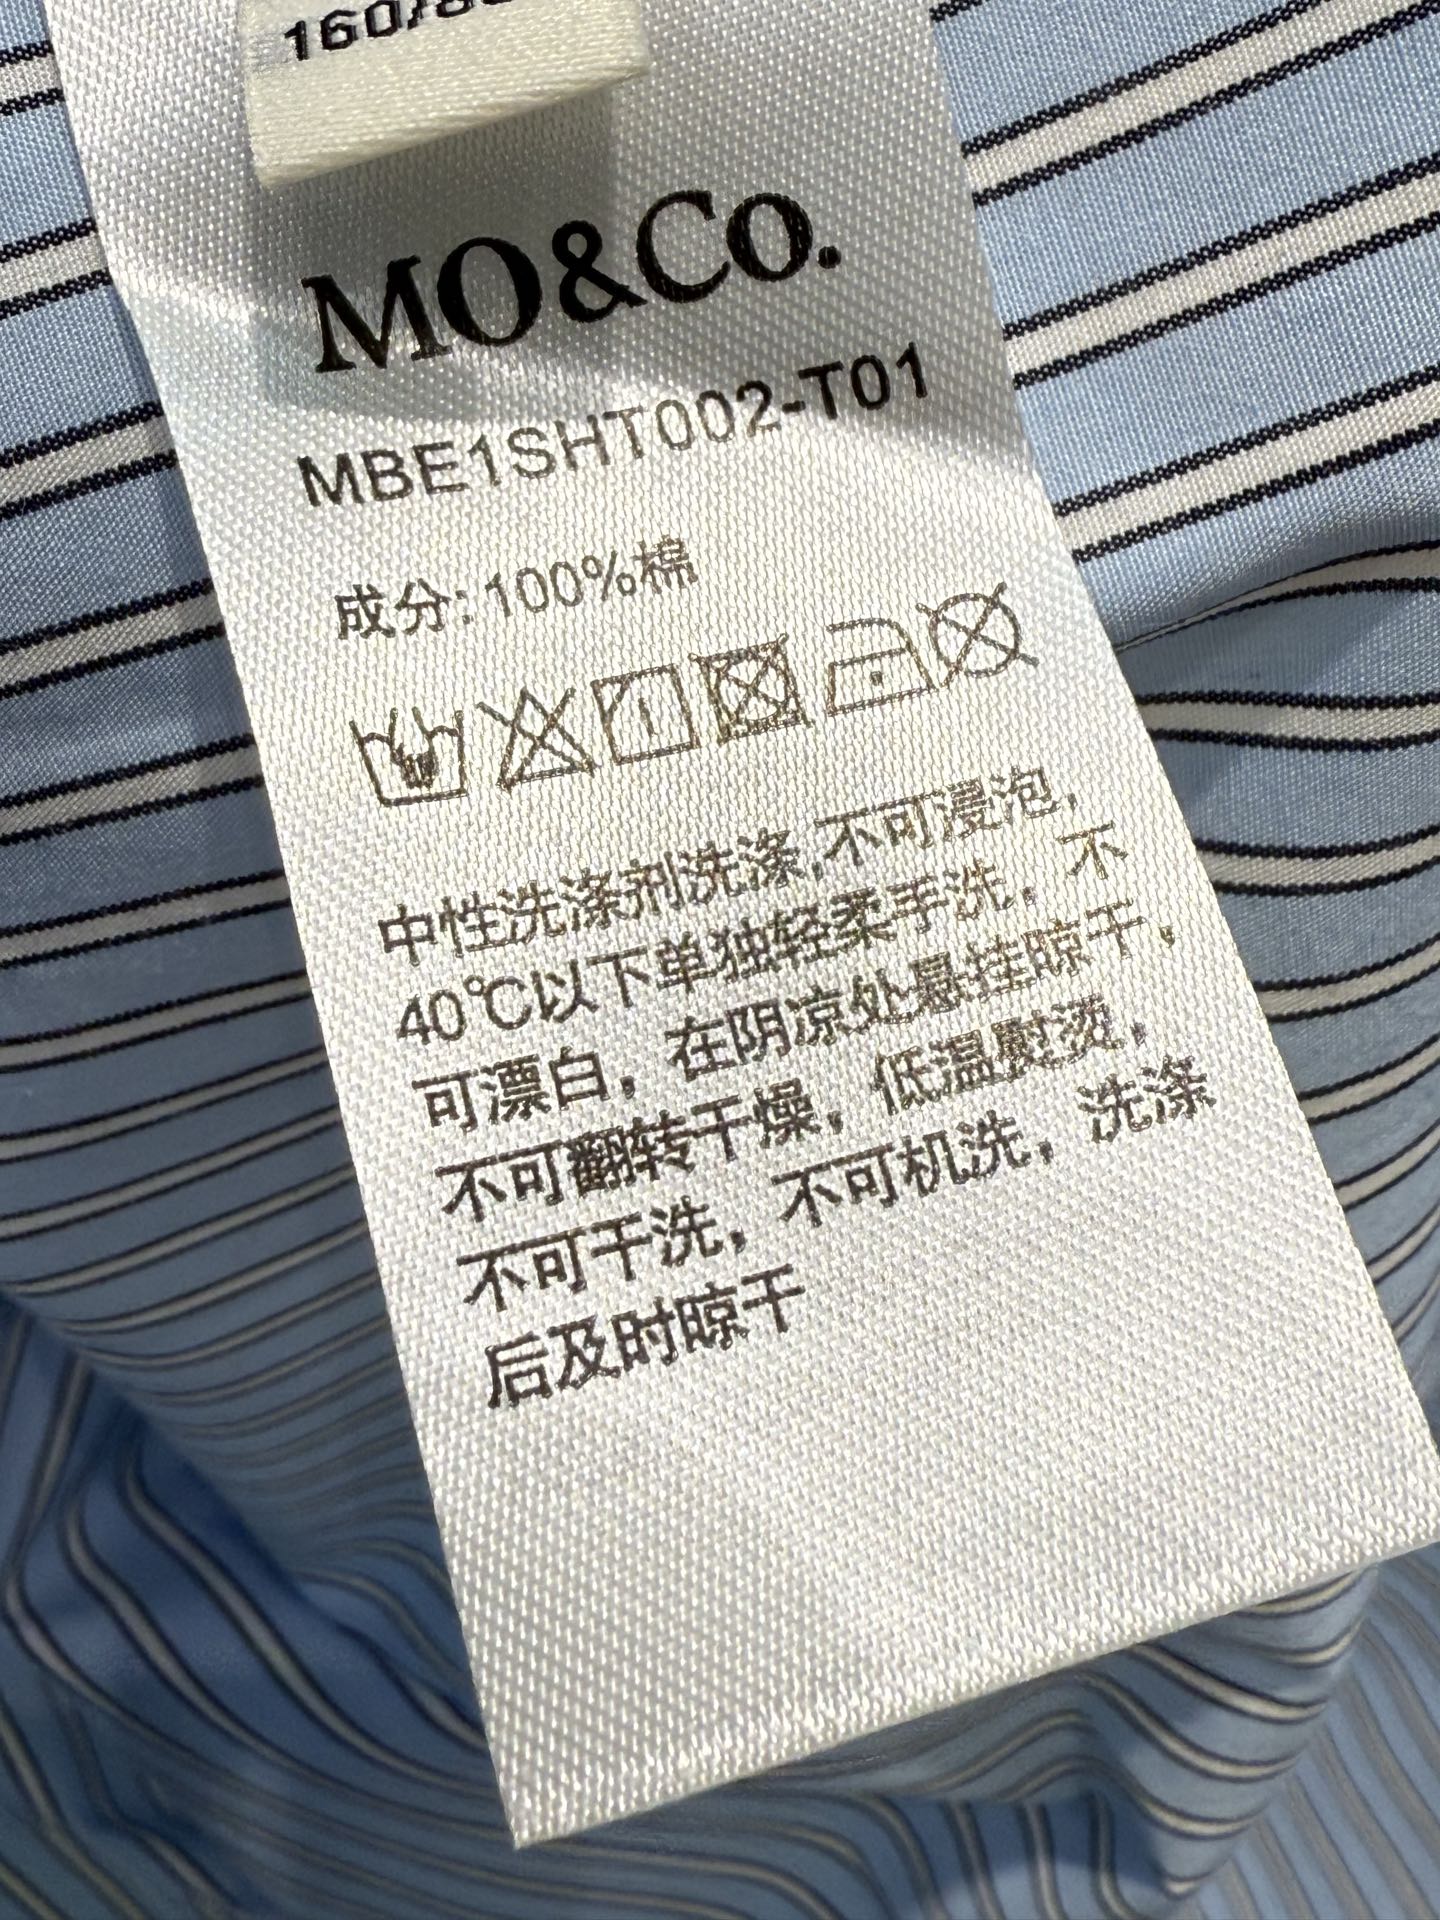 MO&Co.
MBE1SHT002-T01
成分: 100%棉
中性洗涤剂洗涤,不可浸泡,
40℃以下单独轻柔手洗, 不
可漂白, 在阴凉处悬挂晾干,
不可翻转干燥, 低温熨烫,
不可干洗, 不可机洗, 洗涤
后及时晾干